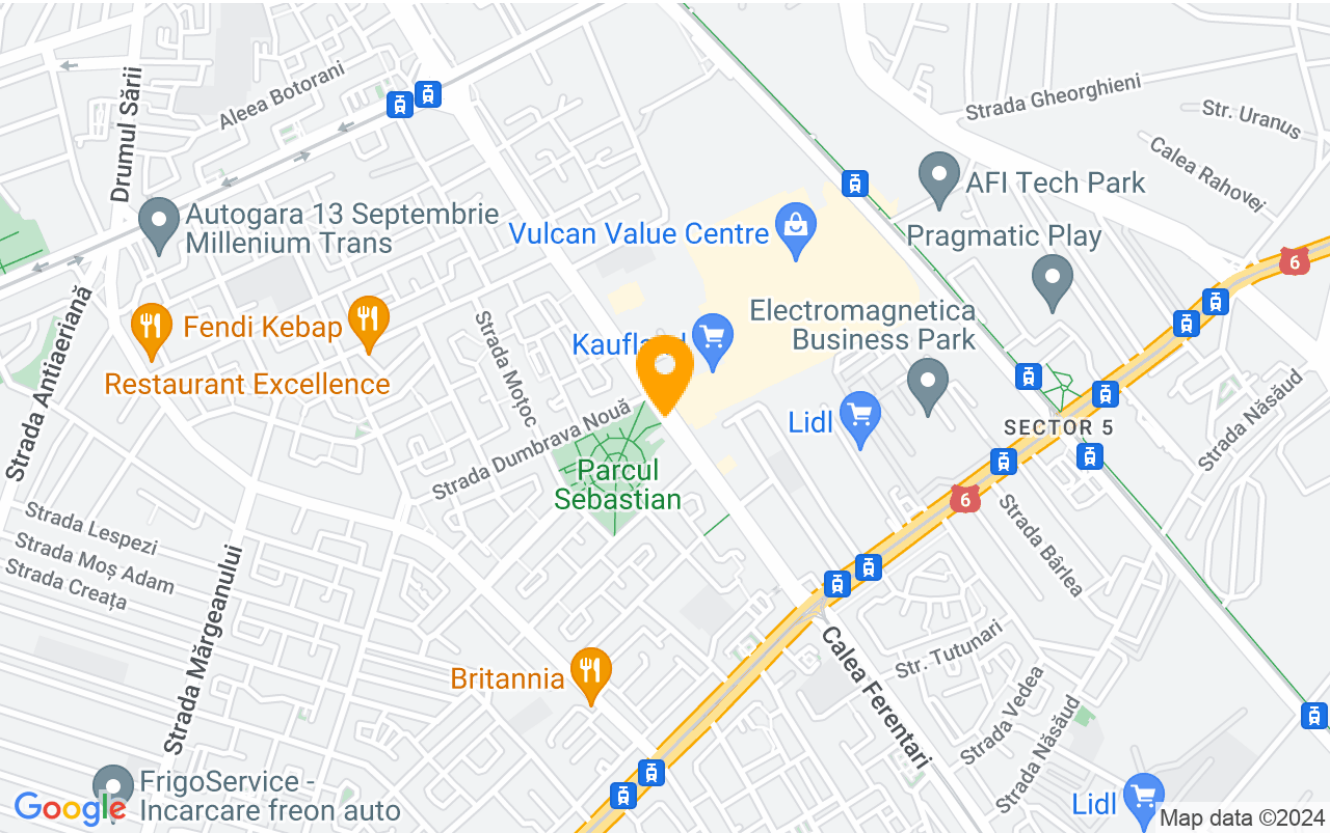 Drumul Sării
Aleea Botorani
Strada Gheorghieni
Str. Uranus
Calea Rahovei
AFI Tech Park
Autogara 13 Septembrie
Millenium Trans
Vulcan Value Centre
Pragmatic Play
6
Strada Antiaeriană
Fendi Kebap
Restaurant Excellence
Strada Moțoc
Electromagnetica
Business Park
Strada Dumbrava Nouă
Lidl
SECTOR 5
Strada Năsăud
Parcul
Sebastian
6
Strada Lespezi
Strada Moș Adam
Strada Creața
Strada Mărgeanului
Strada Bârlea
Britannia
Calea Ferentari
Str. Tutunari
Strada Vedea
Strada Năsăud
FrigoService -
Incarcare freon auto
Google
Lidl
Map data ©2024